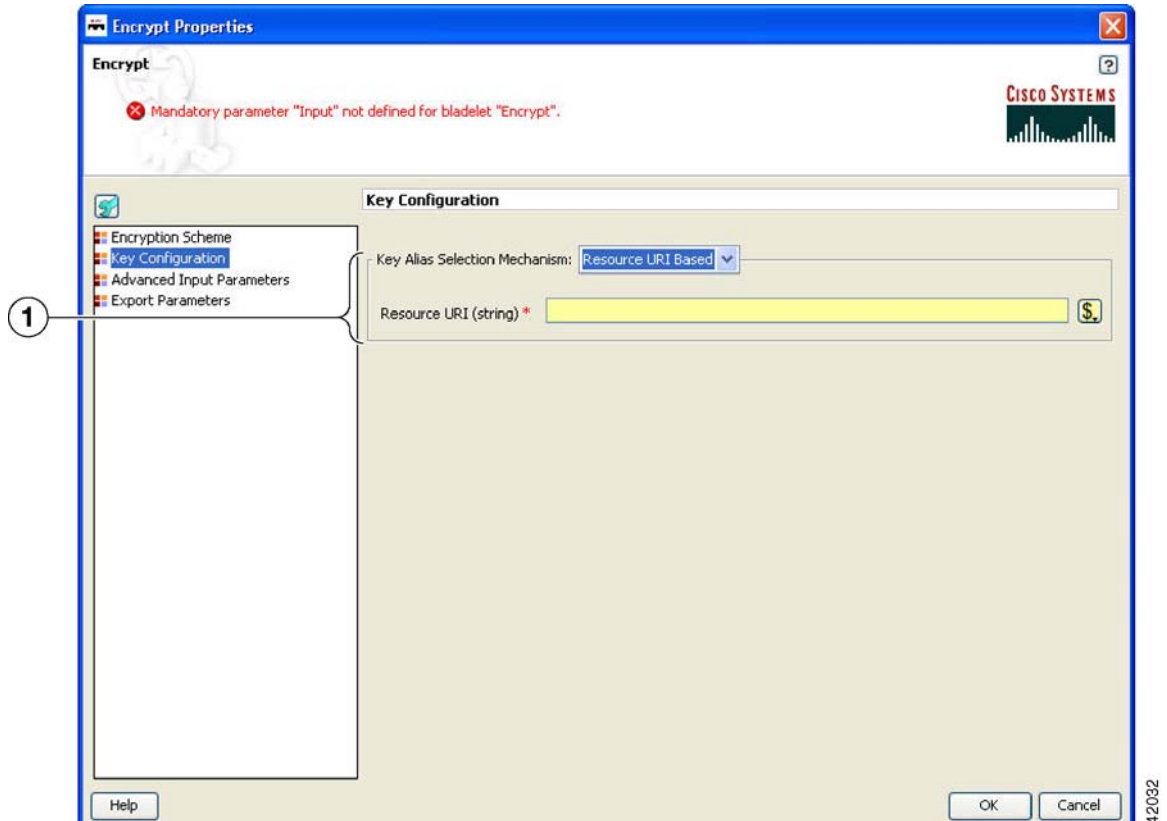 Encrypt Properties
Encrypt
Mandatory parameter "Input" not defined for bladelet "Encrypt".
CISCO SYSTEMS
Key Configuration
Encryption Scheme
Key Configuration
Advanced Input Parameters
Export Parameters
Key Alias Selection Mechanism: Resource URI Based
Resource URI (string) *
$
1
Help
OK
Cancel